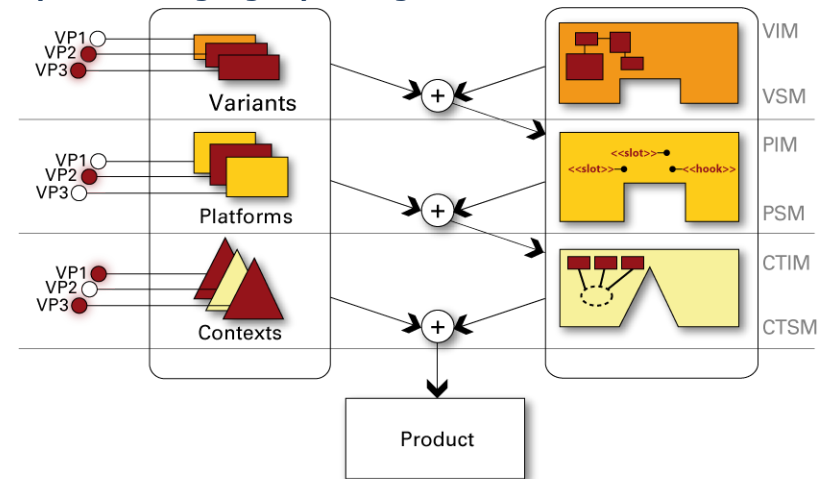 VP1
VP2
VP3
Variants
+
VIM
VSM
VP1
VP2
VP3
Platforms
+
<<slot>>
<<slot>>
<<hook>>
PIM
PSM
VP1
VP2
VP3
Contexts
+
CTIM
CTSM
Product